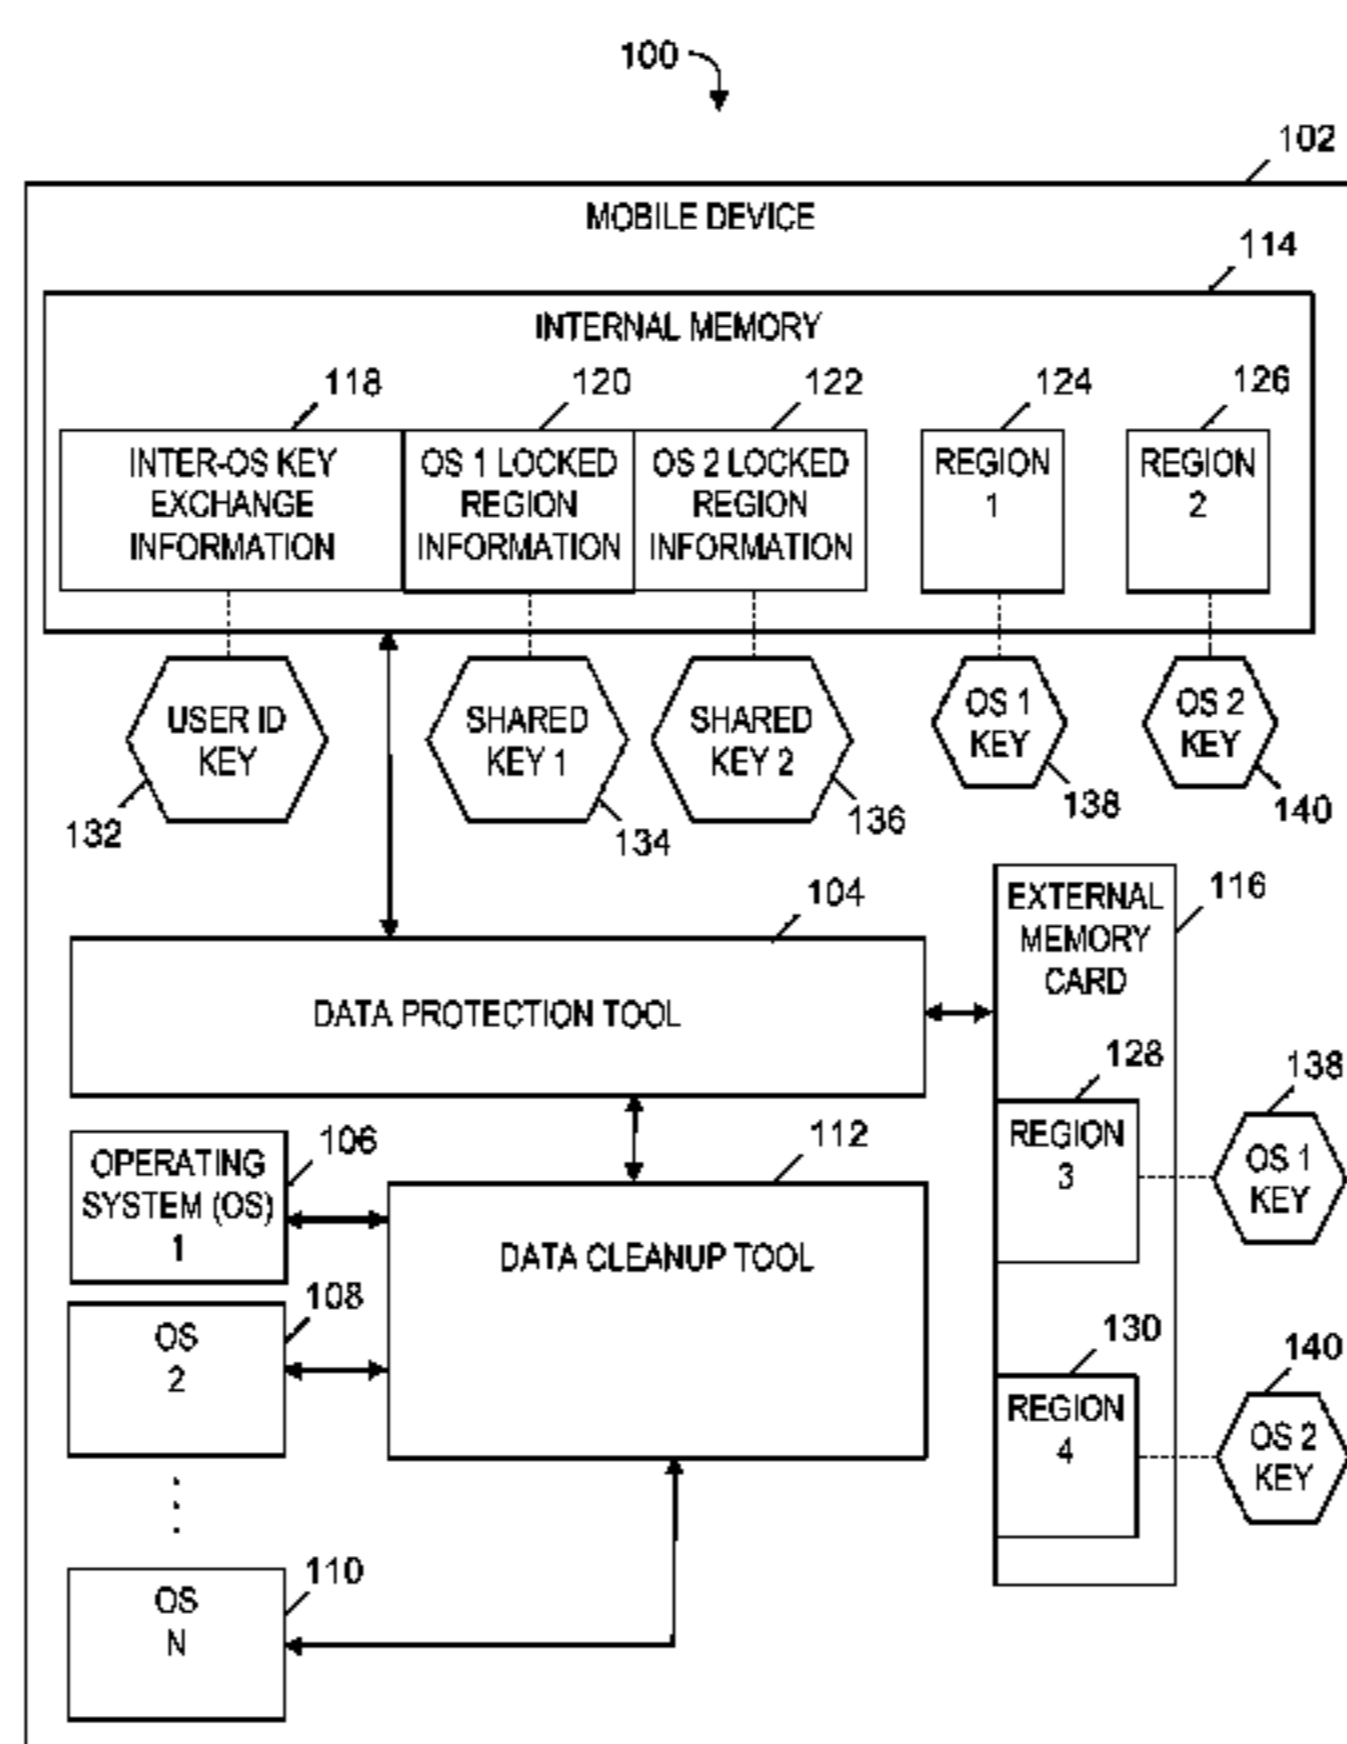 100
102
MOBILE DEVICE
114
INTERNAL MEMORY
118
120
122
124
126
INTER-OS KEY
EXCHANGE
INFORMATION
OS 1 LOCKED
REGION
INFORMATION
OS 2 LOCKED
REGION
INFORMATION
REGION
1
REGION
2
USER ID
KEY
SHARED
KEY 1
SHARED
KEY 2
OS 1
KEY
OS 2
KEY
132
134
136
138
140
104
EXTERNAL
MEMORY
CARD
116
DATA PROTECTION TOOL
128
138
REGION
3
OS 1
KEY
106
112
OPERATING
SYSTEM (OS)
1
DATA CLEANUP TOOL
108
OS
2
130
140
REGION
4
OS 2
KEY
110
OS
N